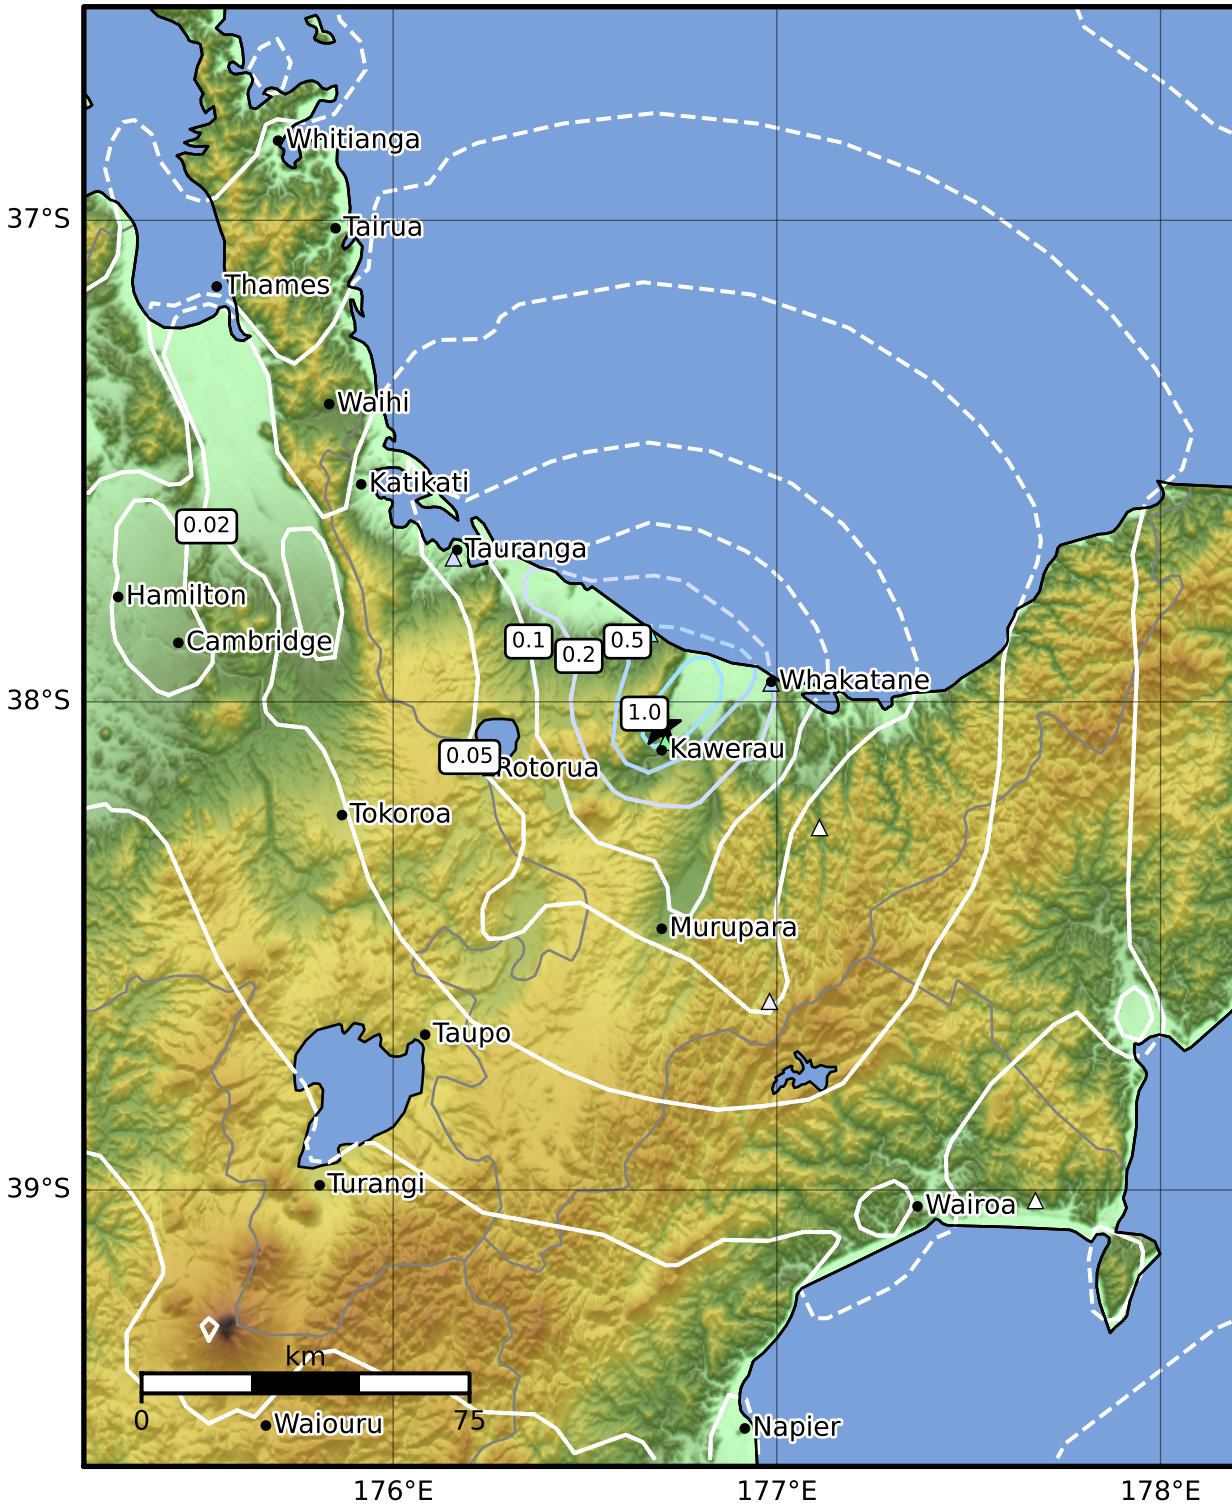 Whitianga
37°S
Tairua
Thames
Waihi
Katikati
0.02
Tauranga
Hamilton
Cambridge
0.1
0.2
0.5
Whakatane
38°S
1.0
Kawerau
0.05
Rotorua
Tokoroa
Murupara
Taupo
39°S
Turangi
Wairoa
km
0
75
Waiouru
Napier
176°E
177°E
178°E